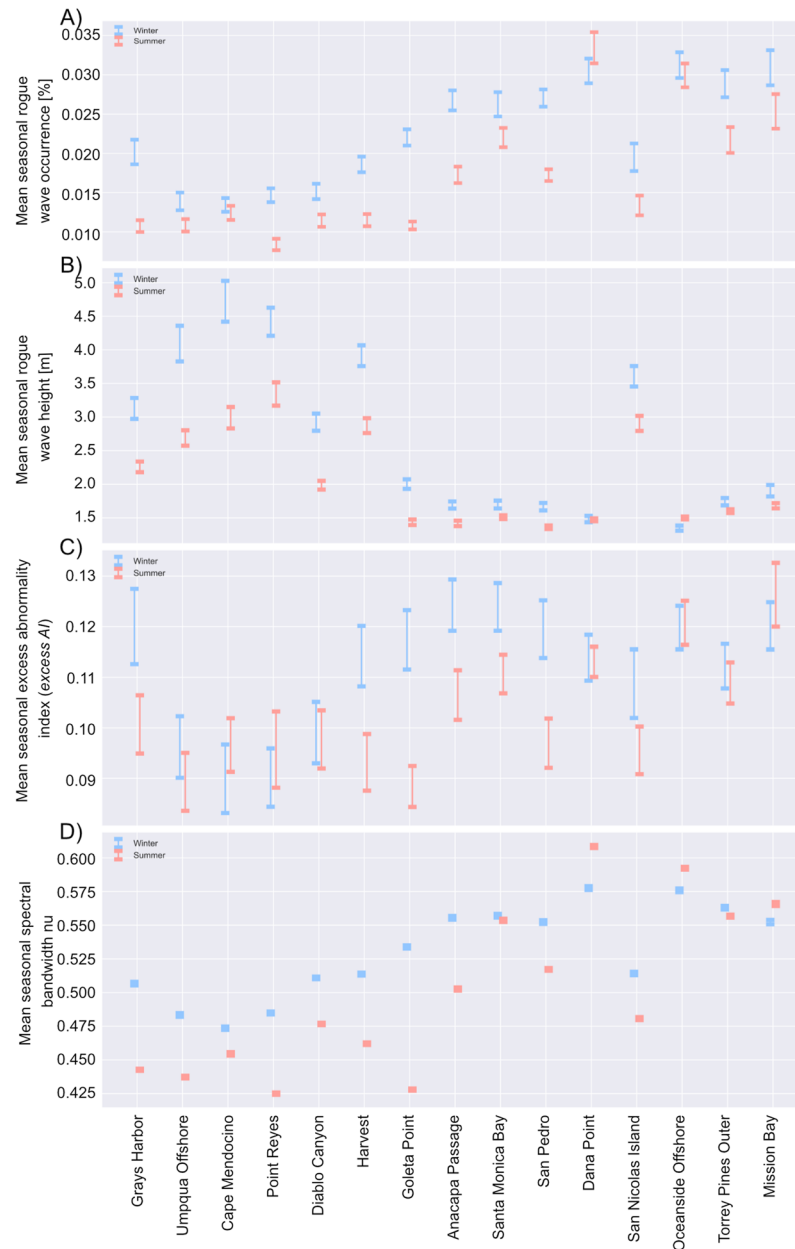 A)
Winter
Summer
0.035
0.030
0.025
0.020
0.015
0.010
Mean seasonal rogue
wave occurrence [%]
B)
Winter
Summer
5.0
4.5
4.0
3.5
3.0
2.5
2.0
1.5
Mean seasonal rogue
wave height [m]
C)
Winter
Summer
0.13
0.12
0.11
0.10
0.09
Mean seasonal excess abnormality
index (excess AI)
D)
Winter
Summer
0.600
0.575
0.550
0.525
0.500
0.475
0.450
0.425
Mean seasonal spectral
bandwidth nu
Grays Harbor
Umpqua Offshore
Cape Mendocino
Point Reyes
Diablo Canyon
Harvest
Goleta Point
Anacapa Passage
Santa Monica Bay
San Pedro
Dana Point
San Nicolas Island
Oceanside Offshore
Torrey Pines Outer
Mission Bay